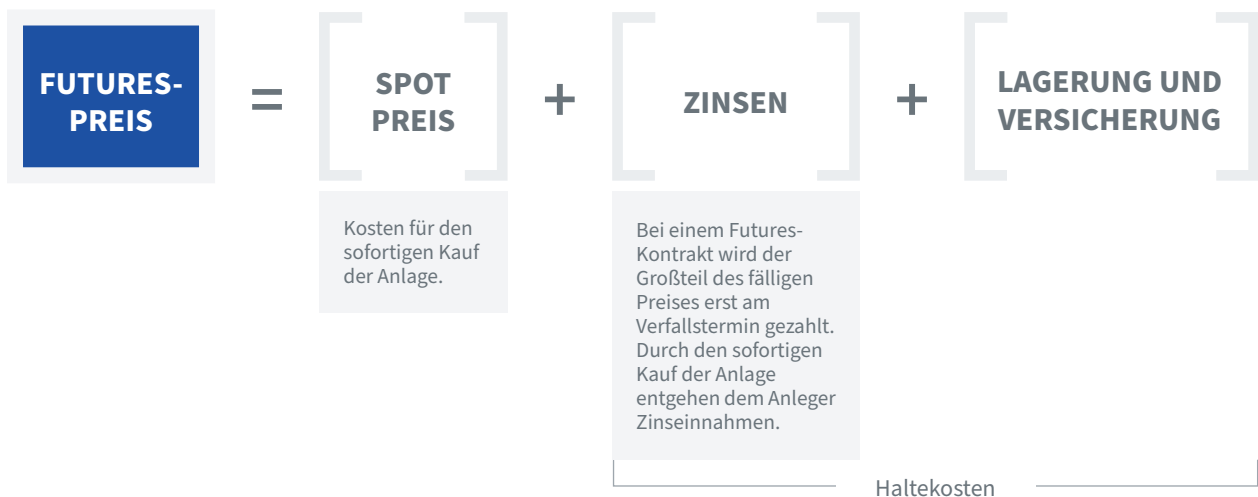 FUTURES-
PREIS
=
SPOT
PREIS
+
ZINSEN
+
LAGERUNG UND
VERSICHERUNG
Kosten für den
sofortigen Kauf
der Anlage.
Bei einem Futures-
Kontrakt wird der
Großteil des fälligen
Preises erst am
Verfallstermin gezahlt.
Durch den sofortigen
Kauf der Anlage
entgehen dem Anleger
Zinseinnahmen.
Haltekosten